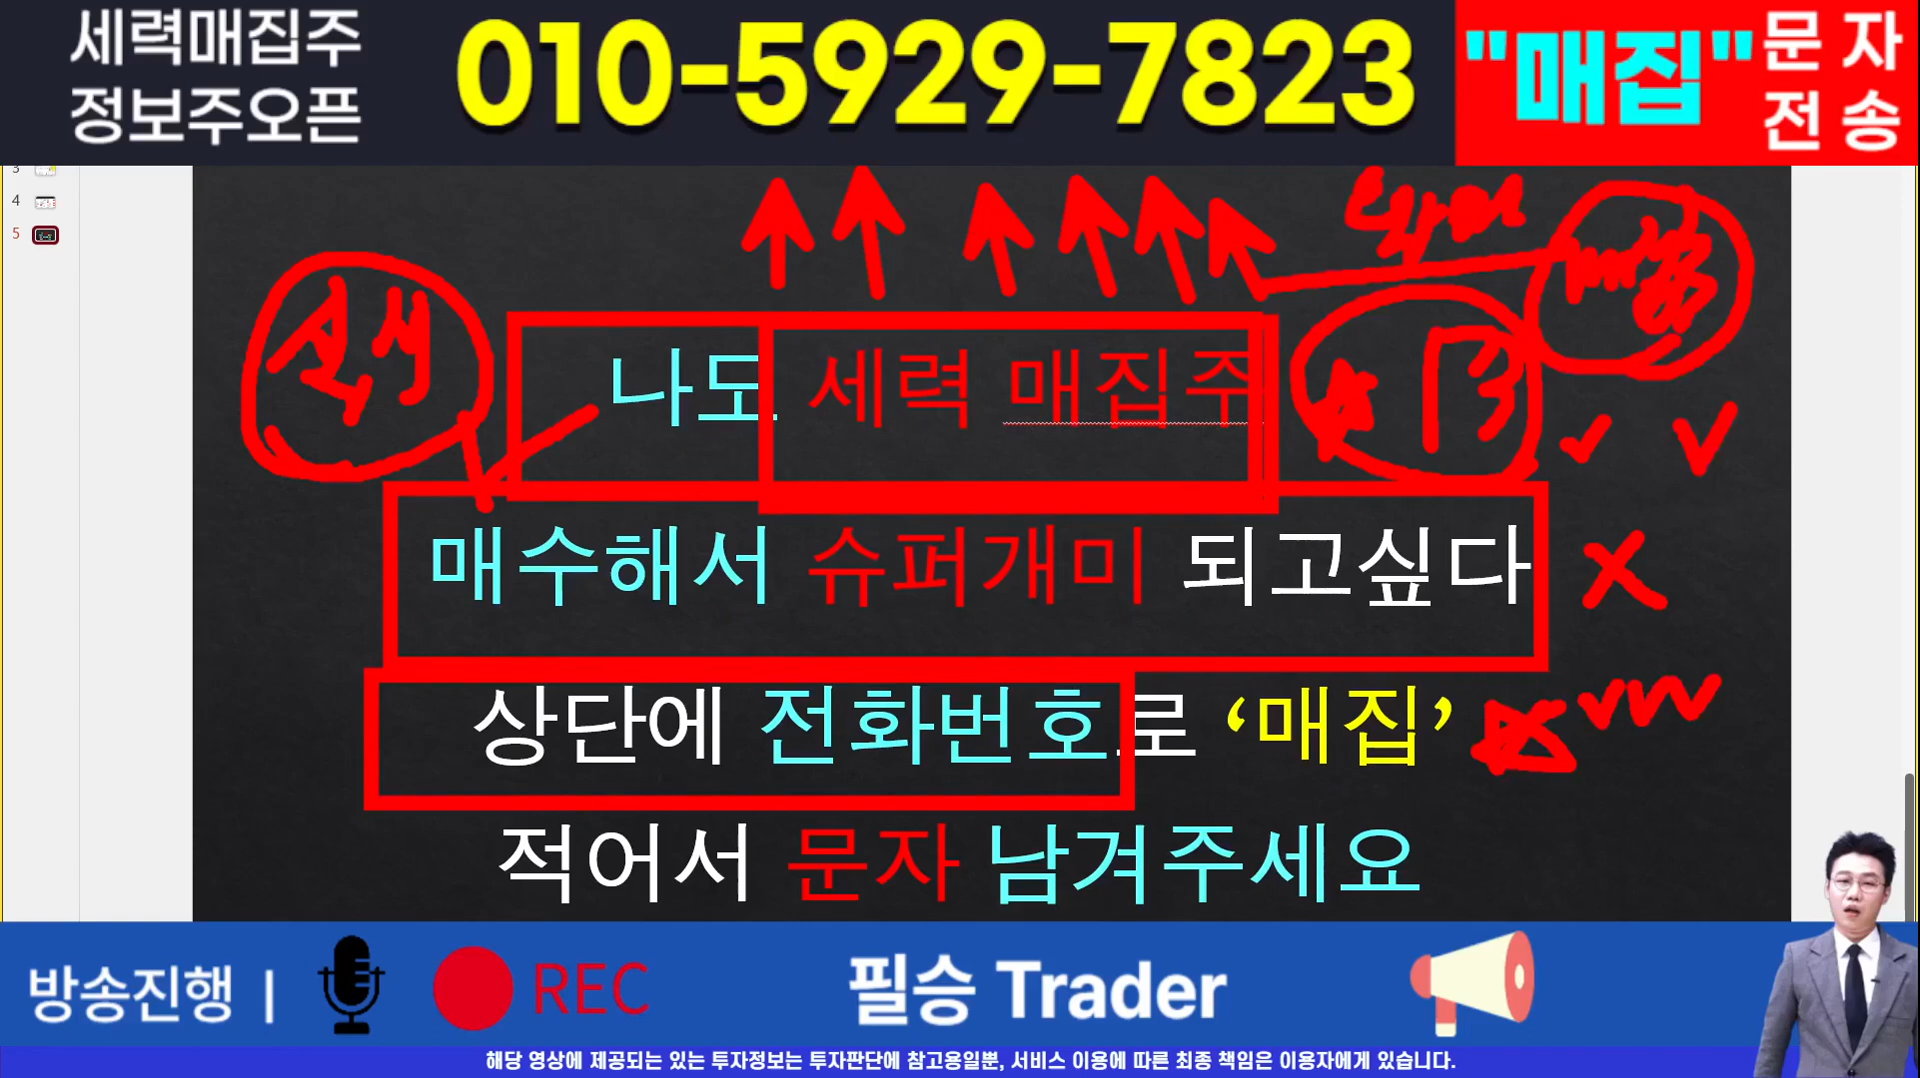 세력매집주
정보주오픈
010-5929-7823
"매집"
문자
전송
3
4
5
나도 세력 매집주
매수해서 슈퍼개미 되고싶다
상단에 전화번호로 ‘매집’
적어서 문자 남겨주세요
방송진행 |
REC
필승 Trader
해당 영상에 제공되는 있는 투자정보는 투자판단에 참고용일뿐, 서비스 이용에 따른 최종 책임은 이용자에게 있습니다.